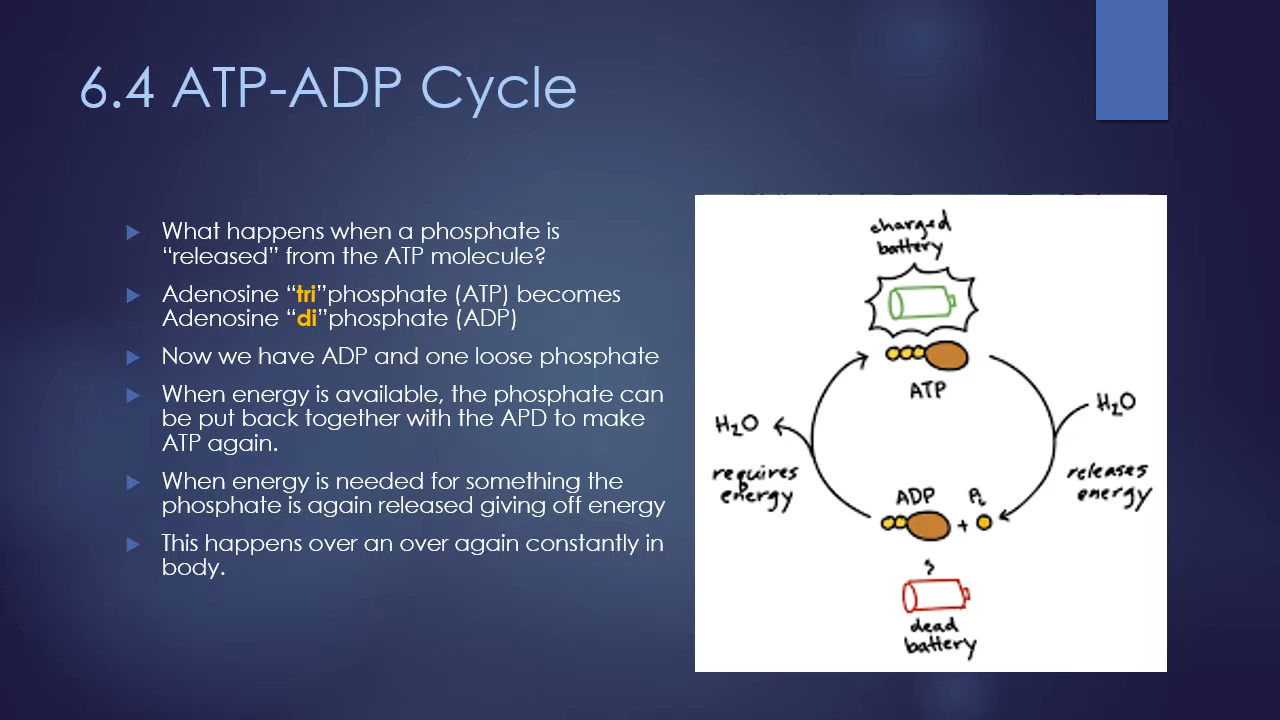 6.4 ATP-ADP Cycle
What happens when a phosphate is
“released” from the ATP molecule?
Adenosine “tri”phosphate (ATP) becomes
Adenosine “di”phosphate (ADP)
Now we have ADP and one loose phosphate
When energy is available, the phosphate can
be put back together with the APD to make
ATP again.
When energy is needed for something the
phosphate is again released giving off energy
This happens over an over again constantly in
body.
charged
battery
ATP
H₂O
H₂O
requires
energy
releases
energy
ADP
Pi
+
dead
battery